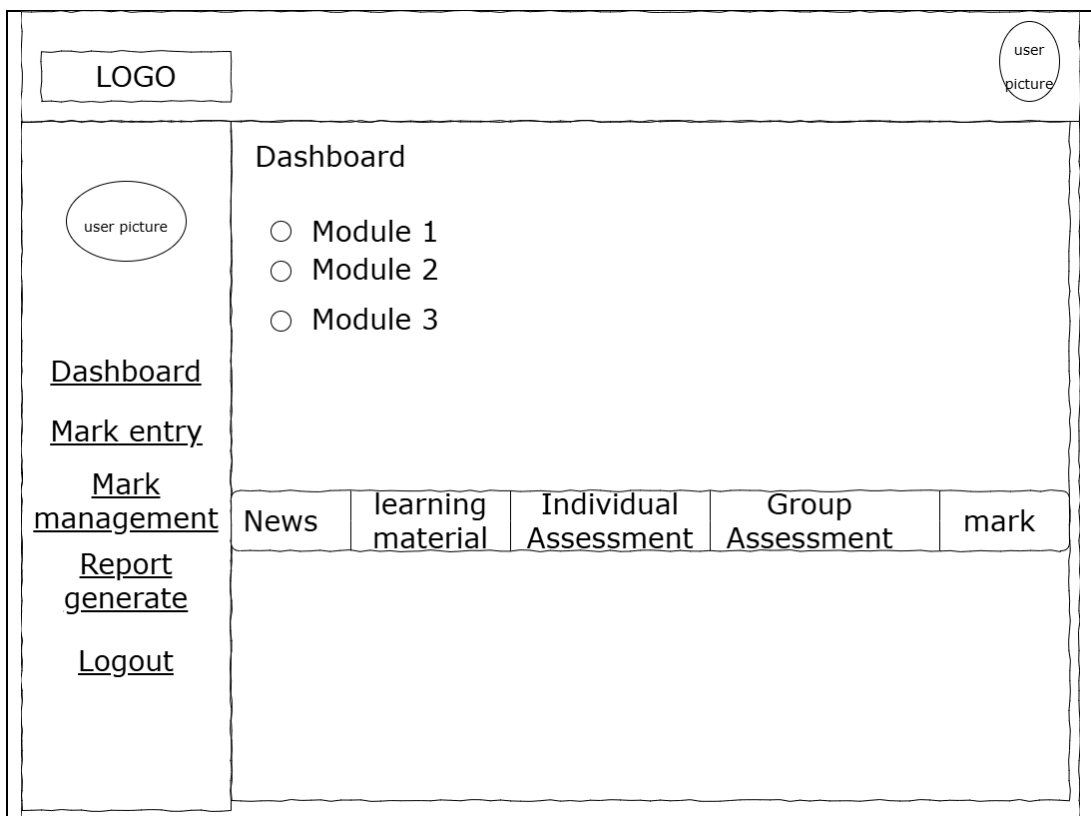 LOGO
user
picture
user picture
Dashboard
Mark entry
Mark
management
Report
generate
Logout
Dashboard
Module 1
Module 2
Module 3
News
learning
material
Individual
Assessment
Group
Assessment
mark